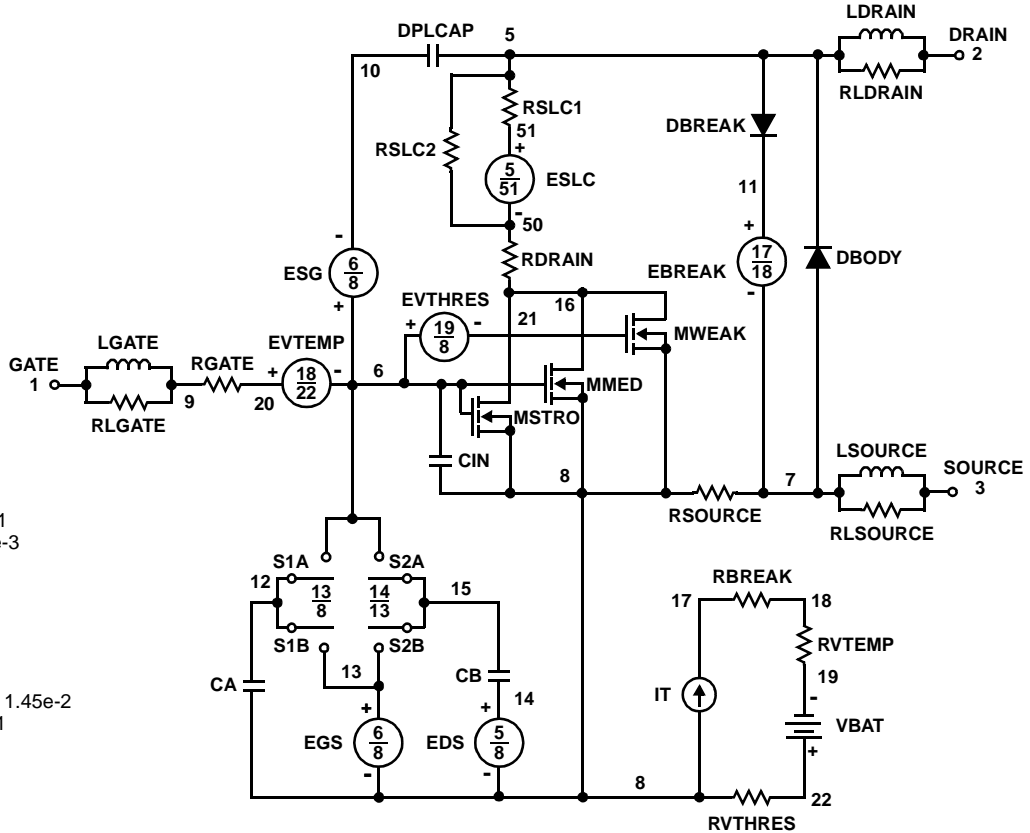 LDRAIN
DPLCAP 5 DRAIN
10 2
RSLC1 RLDRAIN
51 DBREAK
RSLC2 +
5
51 ESLC 11
-
50
- RDRAIN +
6
8 17
18 DBODY
ESG EBREAK
+ EVTHRES 16 -
21
+ 19
8 - MWEAK
LGATE EVTEMP
GATE RGATE + 18
22 - 6 MMED
1
9 20 MSTRO
RLGATE LSOURCE
CIN 8 7 SOURCE
3
RSOURCE
1 RLSOURCE
e-3
S1A S2A
12 13
8 14
13 15 RBREAK
17 18
S1B S2B
RVTEMP
13 CB 19
CA 14 IT -
1.45e-2
+ + VBAT
1
EGS 6
8 EDS 5
8 +
- - 8
22
RVTHRES